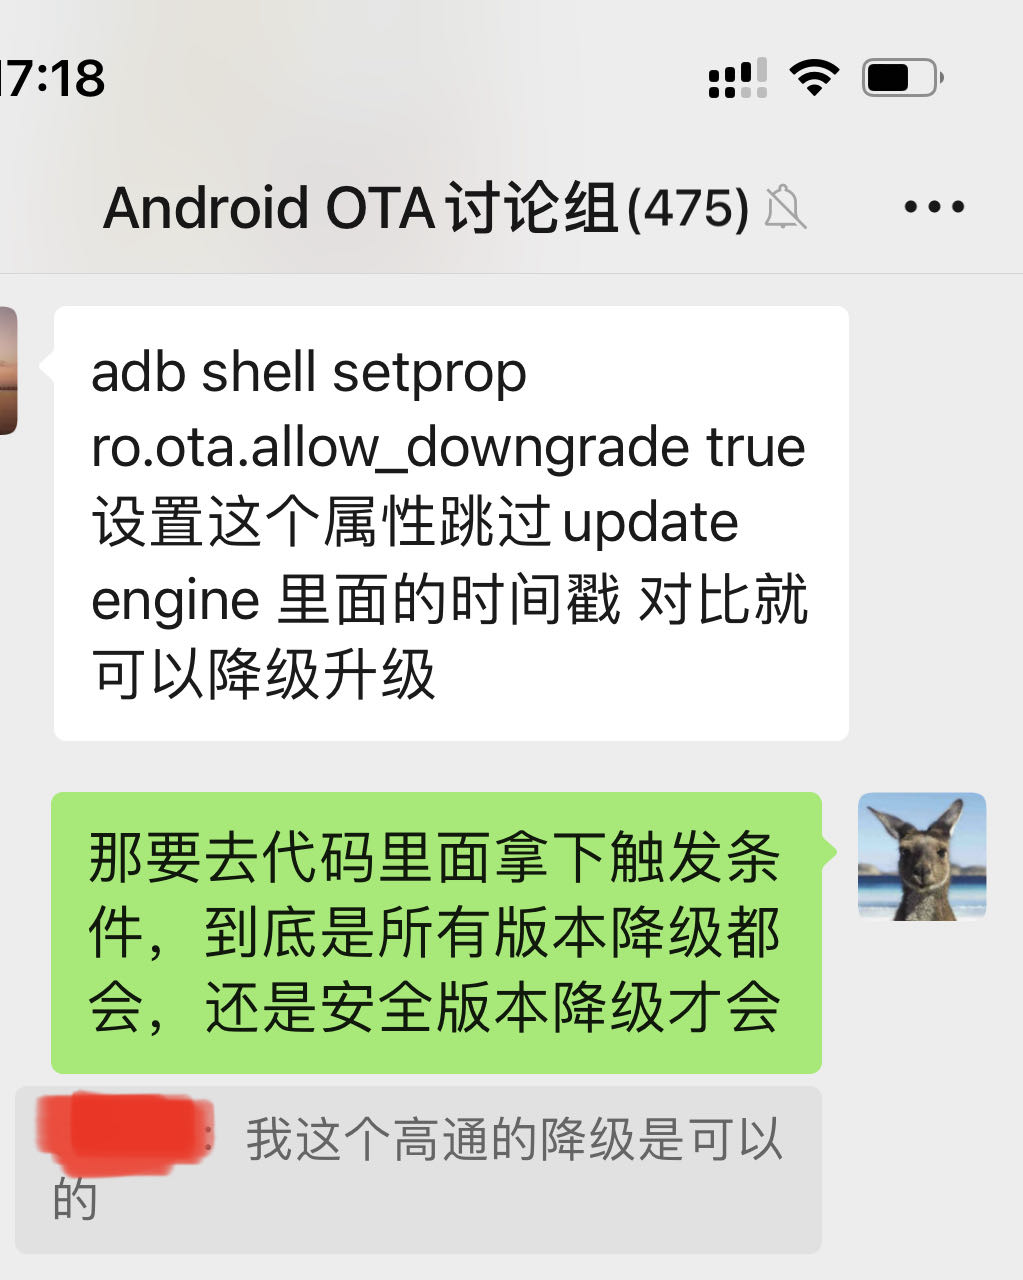 17:18
Android OTA讨论组(475)
adb shell setprop
ro.ota.allow_downgrade true
设置这个属性跳过update
engine 里面的时间戳 对比就
可以降级升级
那要去代码里面拿下触发条
件，到底是所有版本降级都
会，还是安全版本降级才会
： 我这个高通的降级是可以
的